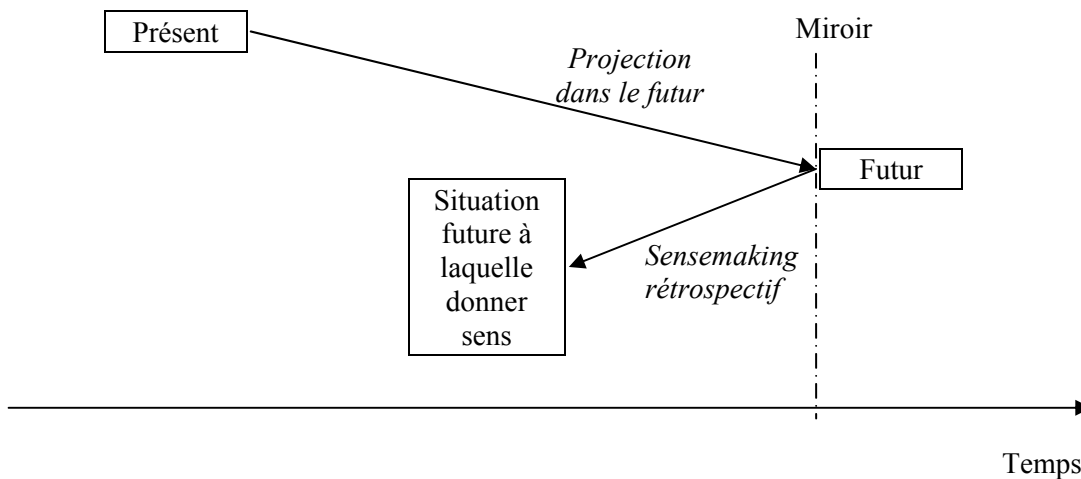 Présent
Miroir
Projection
dans le futur
Futur
Situation
future à
laquelle
donner
sens
Sensemaking
rétrospectif
Temps